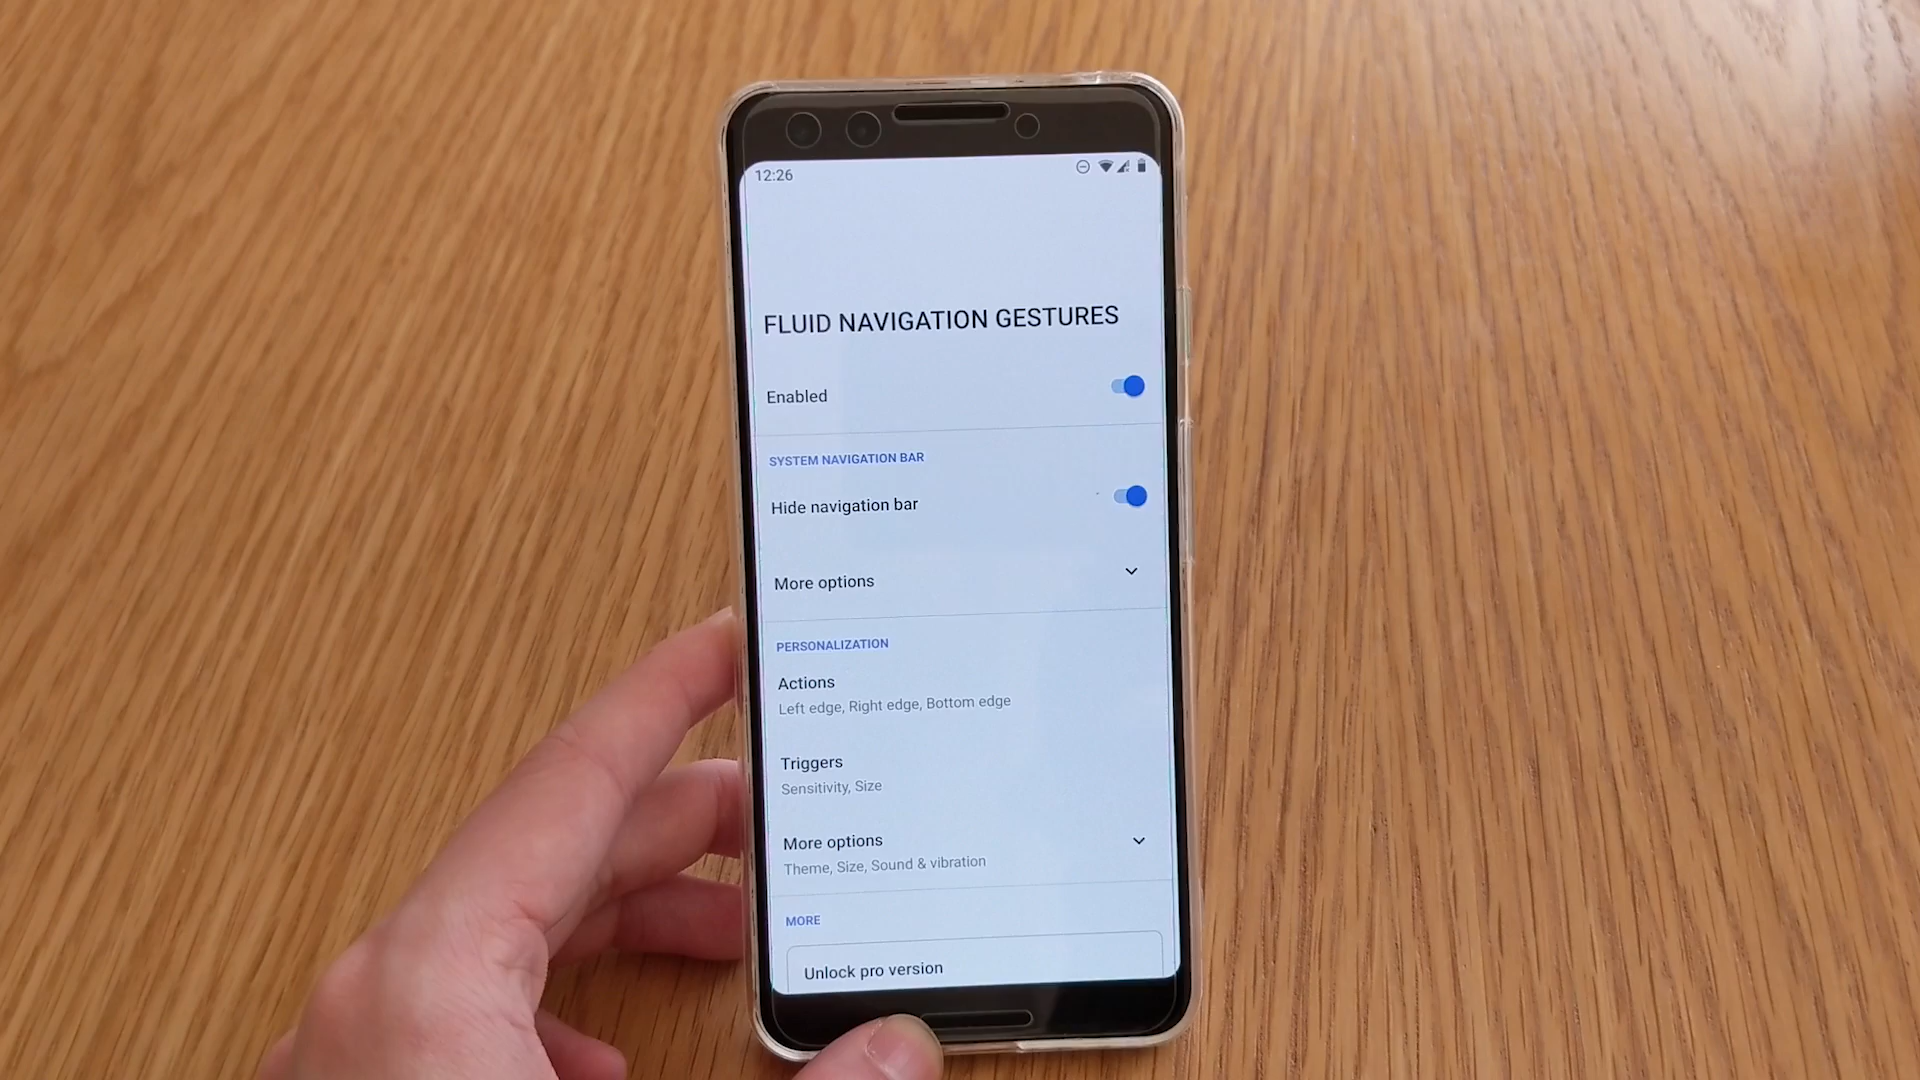 12:26
FLUID NAVIGATION GESTURES
Enabled
SYSTEM NAVIGATION BAR
Hide navigation bar
More options
PERSONALIZATION
Actions
Left edge, Right edge, Bottom edge
Triggers
Sensitivity, Size
More options
Theme, Size, Sound & vibration
MORE
Unlock pro version